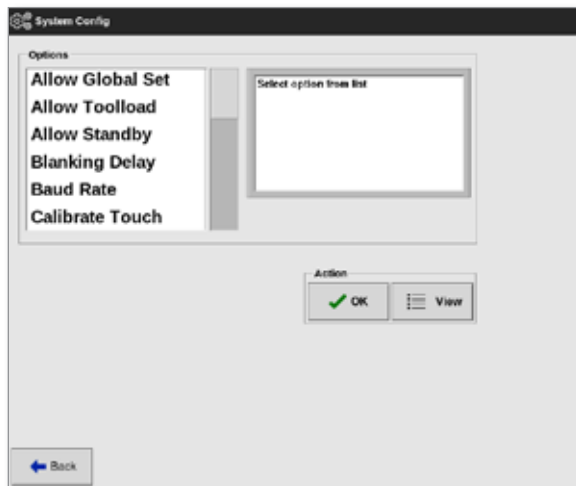 System Config
Options
Allow Global Set
Allow Toolload
Allow Standby
Blanking Delay
Baud Rate
Calibrate Touch
Select option from list
Action
OK
View
Back